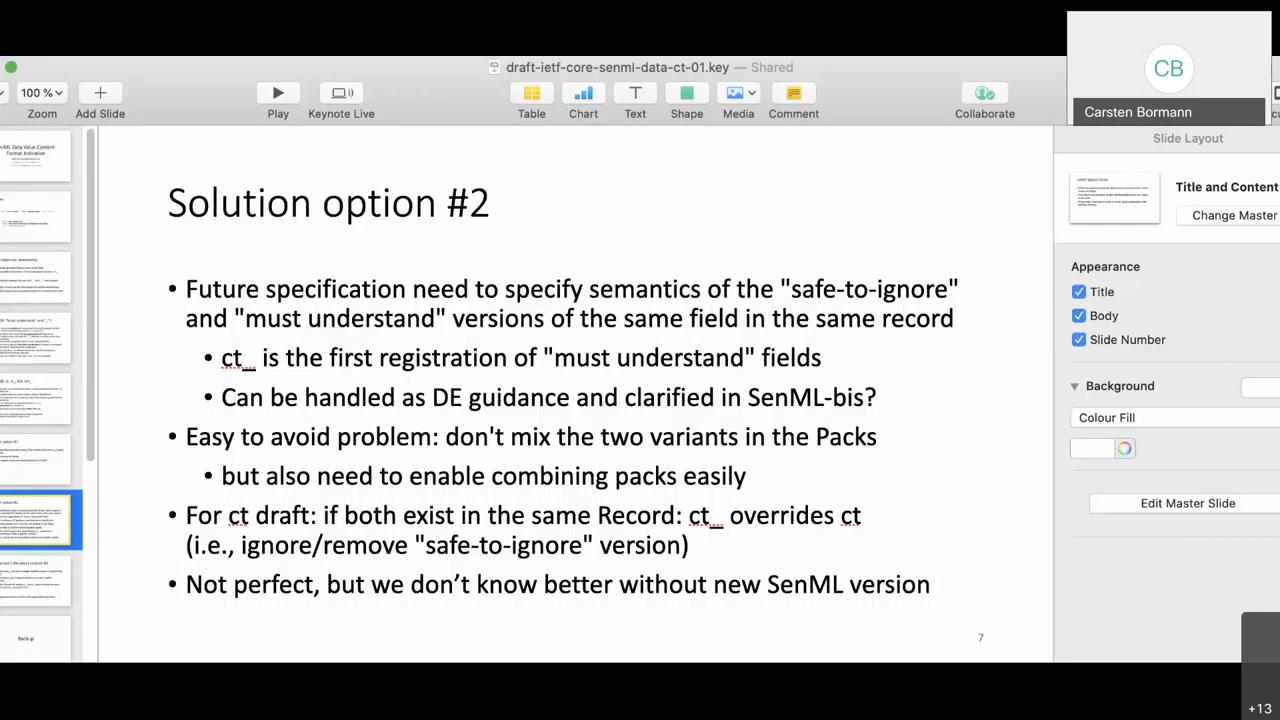 draft-ietf-core-senml-data-ct-01.key — Shared
CB
Carsten Bormann
100 %
Zoom
Add Slide
Play
Keynote Live
Table
Chart
Text
Shape
Media
Comment
Collaborate
Solution option #2
• Future specification need to specify semantics of the "safe-to-ignore"
and "must understand" versions of the same field in the same record
• ct_ is the first registration of "must understand" fields
• Can be handled as DE guidance and clarified in SenML-bis?
• Easy to avoid problem: don't mix the two variants in the Packs
• but also need to enable combining packs easily
• For ct draft: if both exist in the same Record: ct_ overrides ct
(i.e., ignore/remove "safe-to-ignore" version)
• Not perfect, but we don’t know better without new SenML version
7
Slide Layout
Title and Content
Change Master
Appearance
Title
Body
Slide Number
Background
Colour Fill
Edit Master Slide
Backup
+13